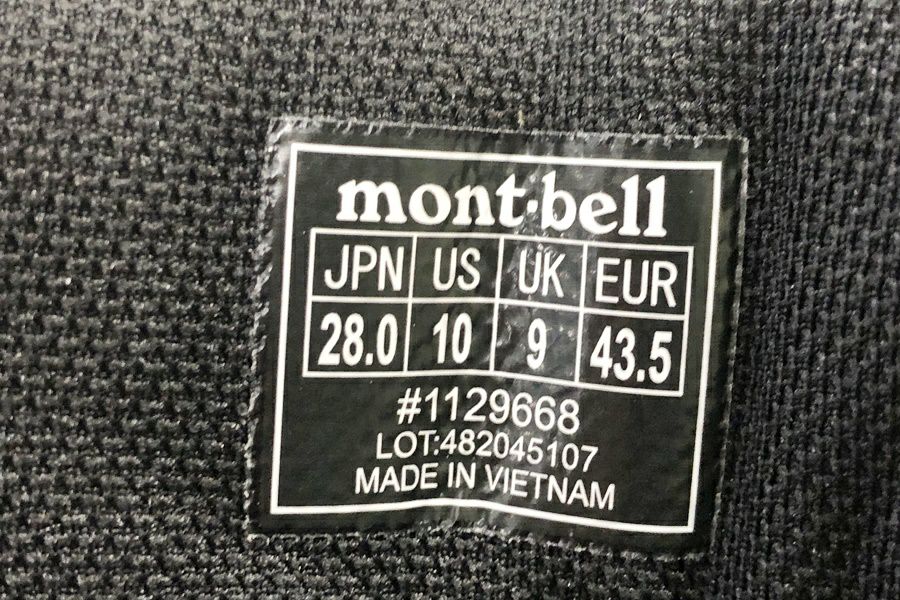 mont·bell
JPN US UK EUR
28.0 10 9 43.5
#1129668
LOT:482045107
MADE IN VIETNAM